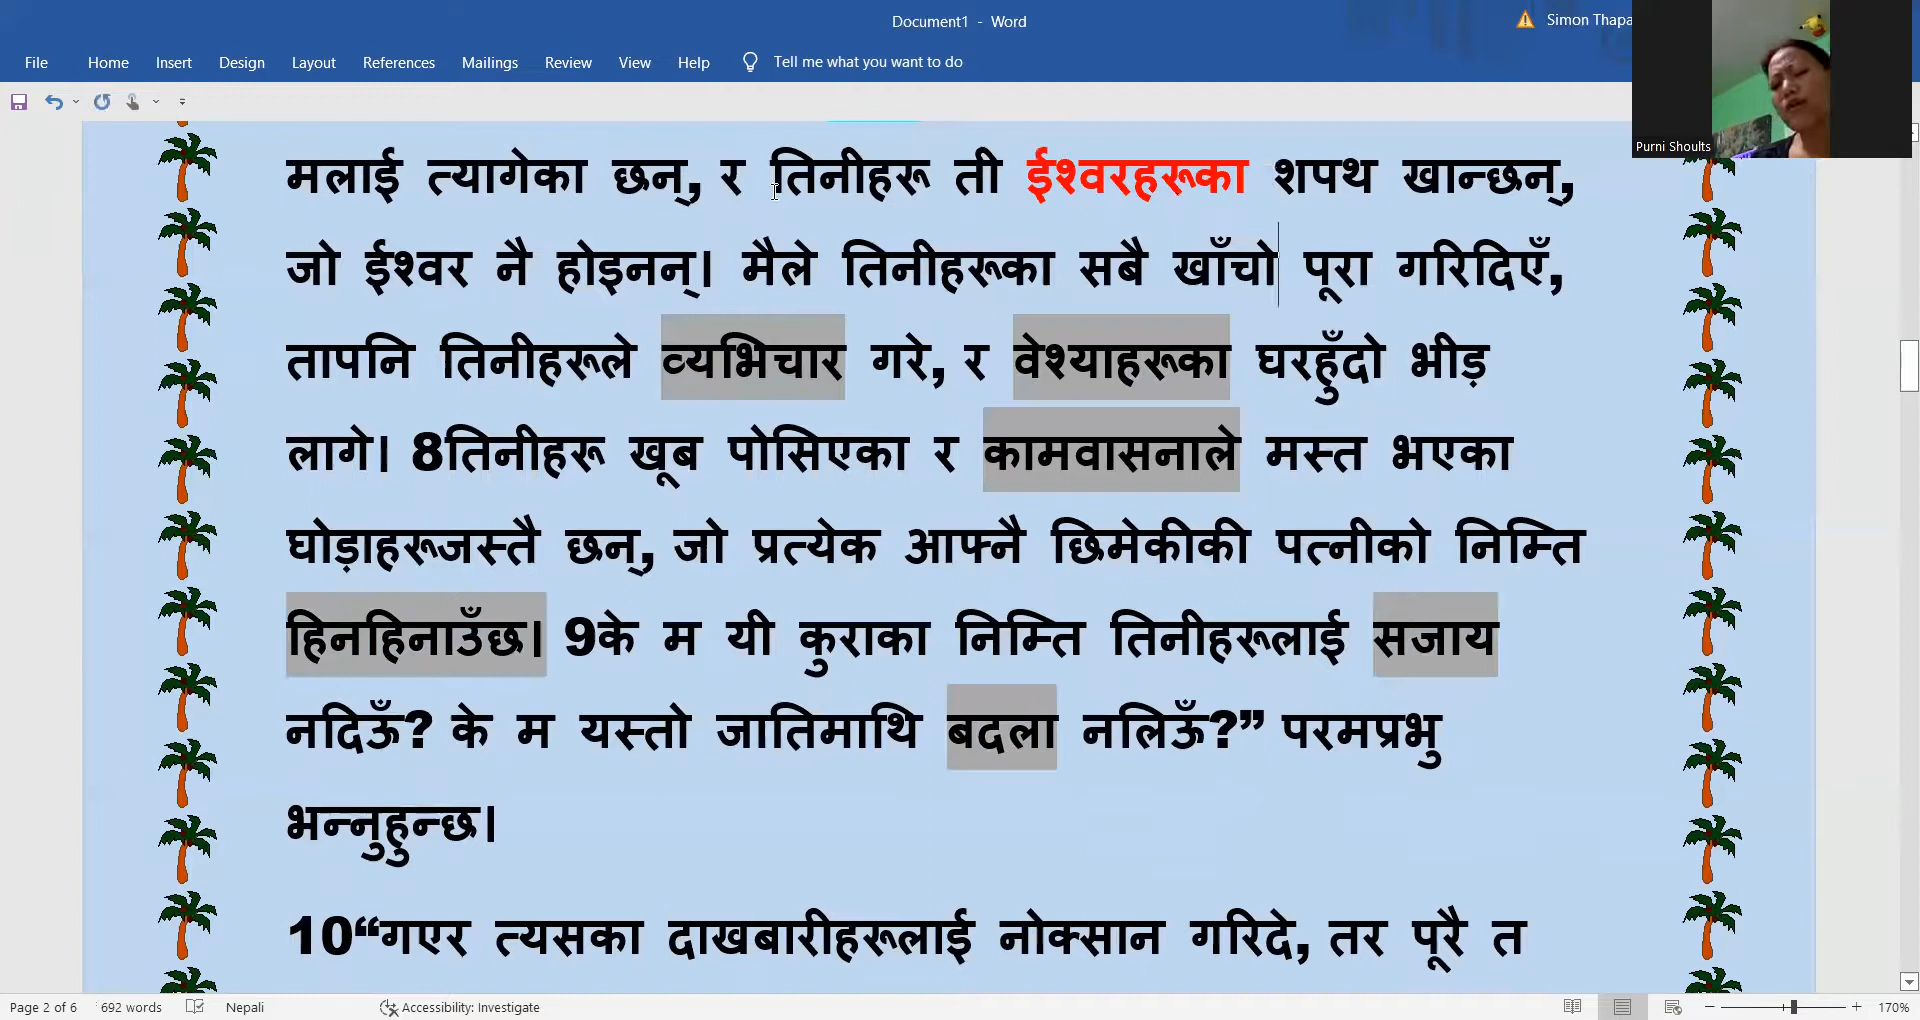 Document1 - Word
Simon Thapa
File Home Insert Design Layout References Mailings Review View Help Tell me what you want to do
Purni Shoults
मलाई त्यागेका छन्, र तिनीहरू ती ईश्वरहरूका शपथ खान्छन्,
जो ईश्वर नै होइनन्। मैले तिनीहरूका सबै खाँचो पूरा गरिदिएँ,
तापनि तिनीहरूले व्यभिचार गरे, र वेश्याहरूका घरहुँदो भीड़
लागे। 8तिनीहरू खूब पोसिएका र कामवासनाले मस्त भएका
घोड़ाहरूजस्तै छन्, जो प्रत्येक आफ्नै छिमेकीकी पत्नीको निम्ति
हिनहिनाउँछ। 9के म यी कुराका निम्ति तिनीहरूलाई सजाय
नदिऊँ? के म यस्तो जातिमाथि बदला नलिऊँ?” परमप्रभु
भन्नुहुन्छ।
10“गएर त्यसका दाखबारीहरूलाई नोक्सान गरिदे, तर पूरै त
Page 2 of 6 692 words Nepali Accessibility: Investigate 170%